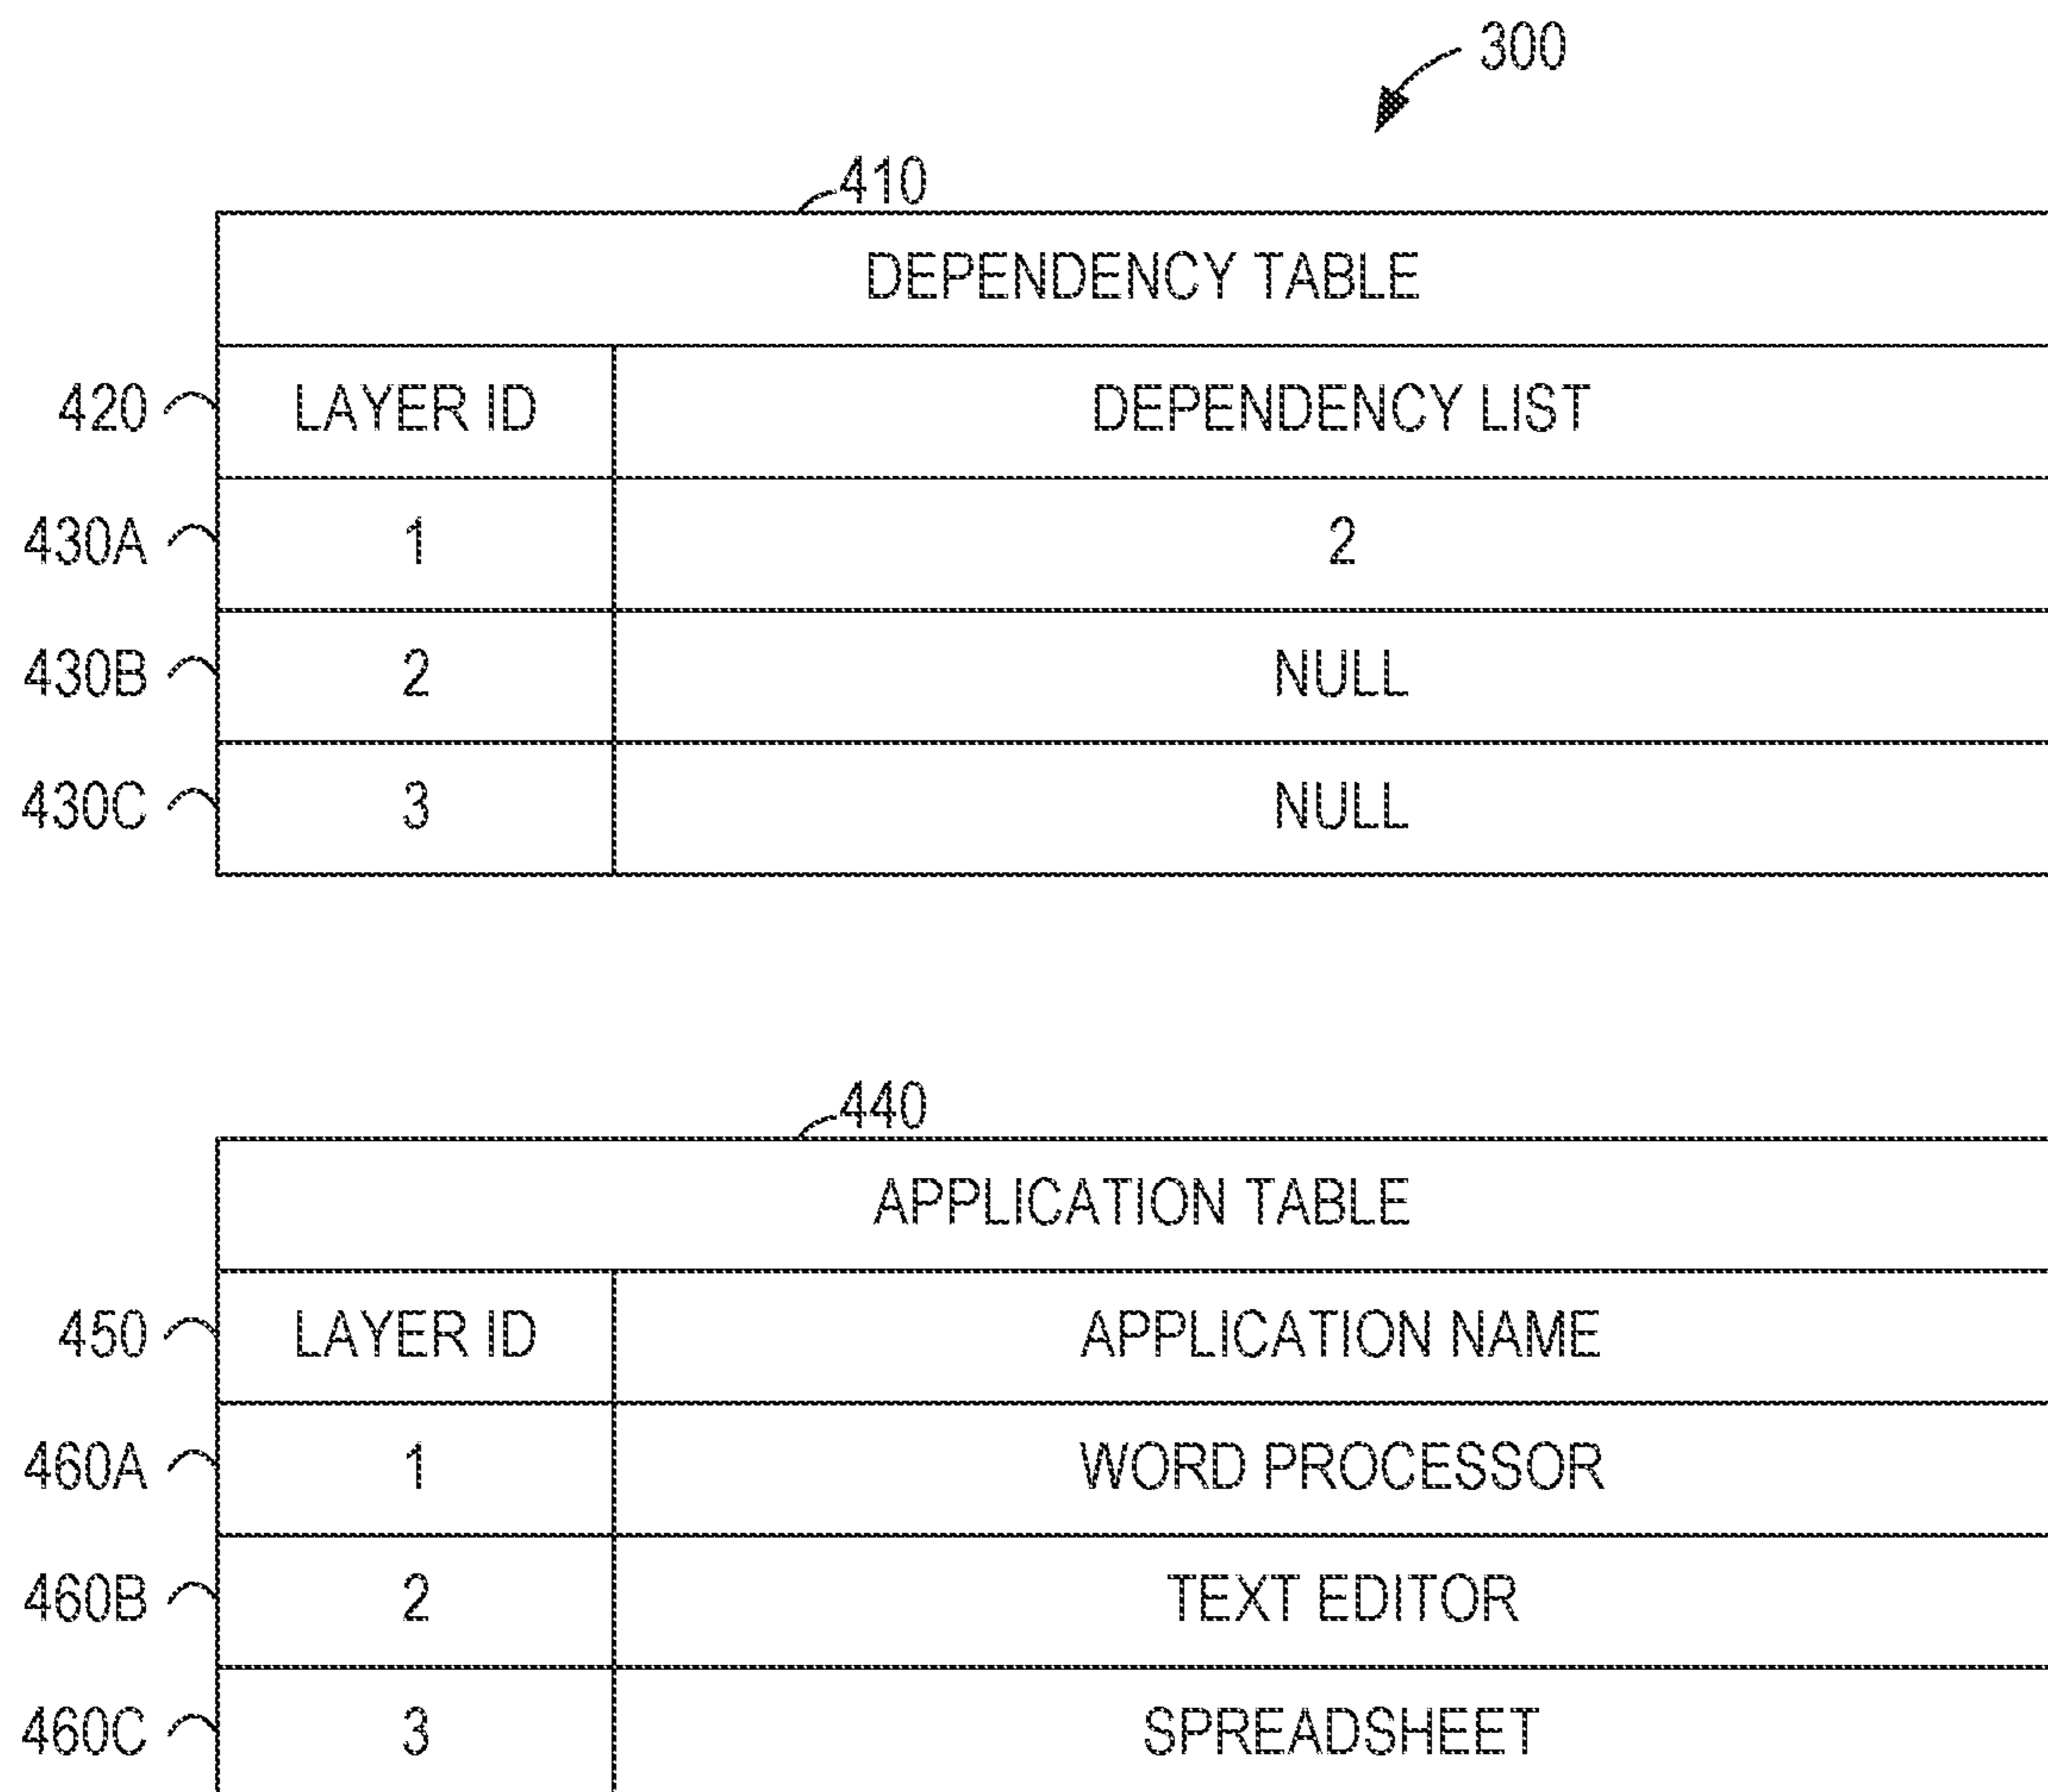 300
410
DEPENDENCY TABLE
420 LAYER ID DEPENDENCY LIST
430A 1 2
430B 2 NULL
430C 3 NULL
440
APPLICATION TABLE
450 LAYER ID APPLICATION NAME
460A 1 WORD PROCESSOR
460B 2 TEXT EDITOR
460C 3 SPREADSHEET